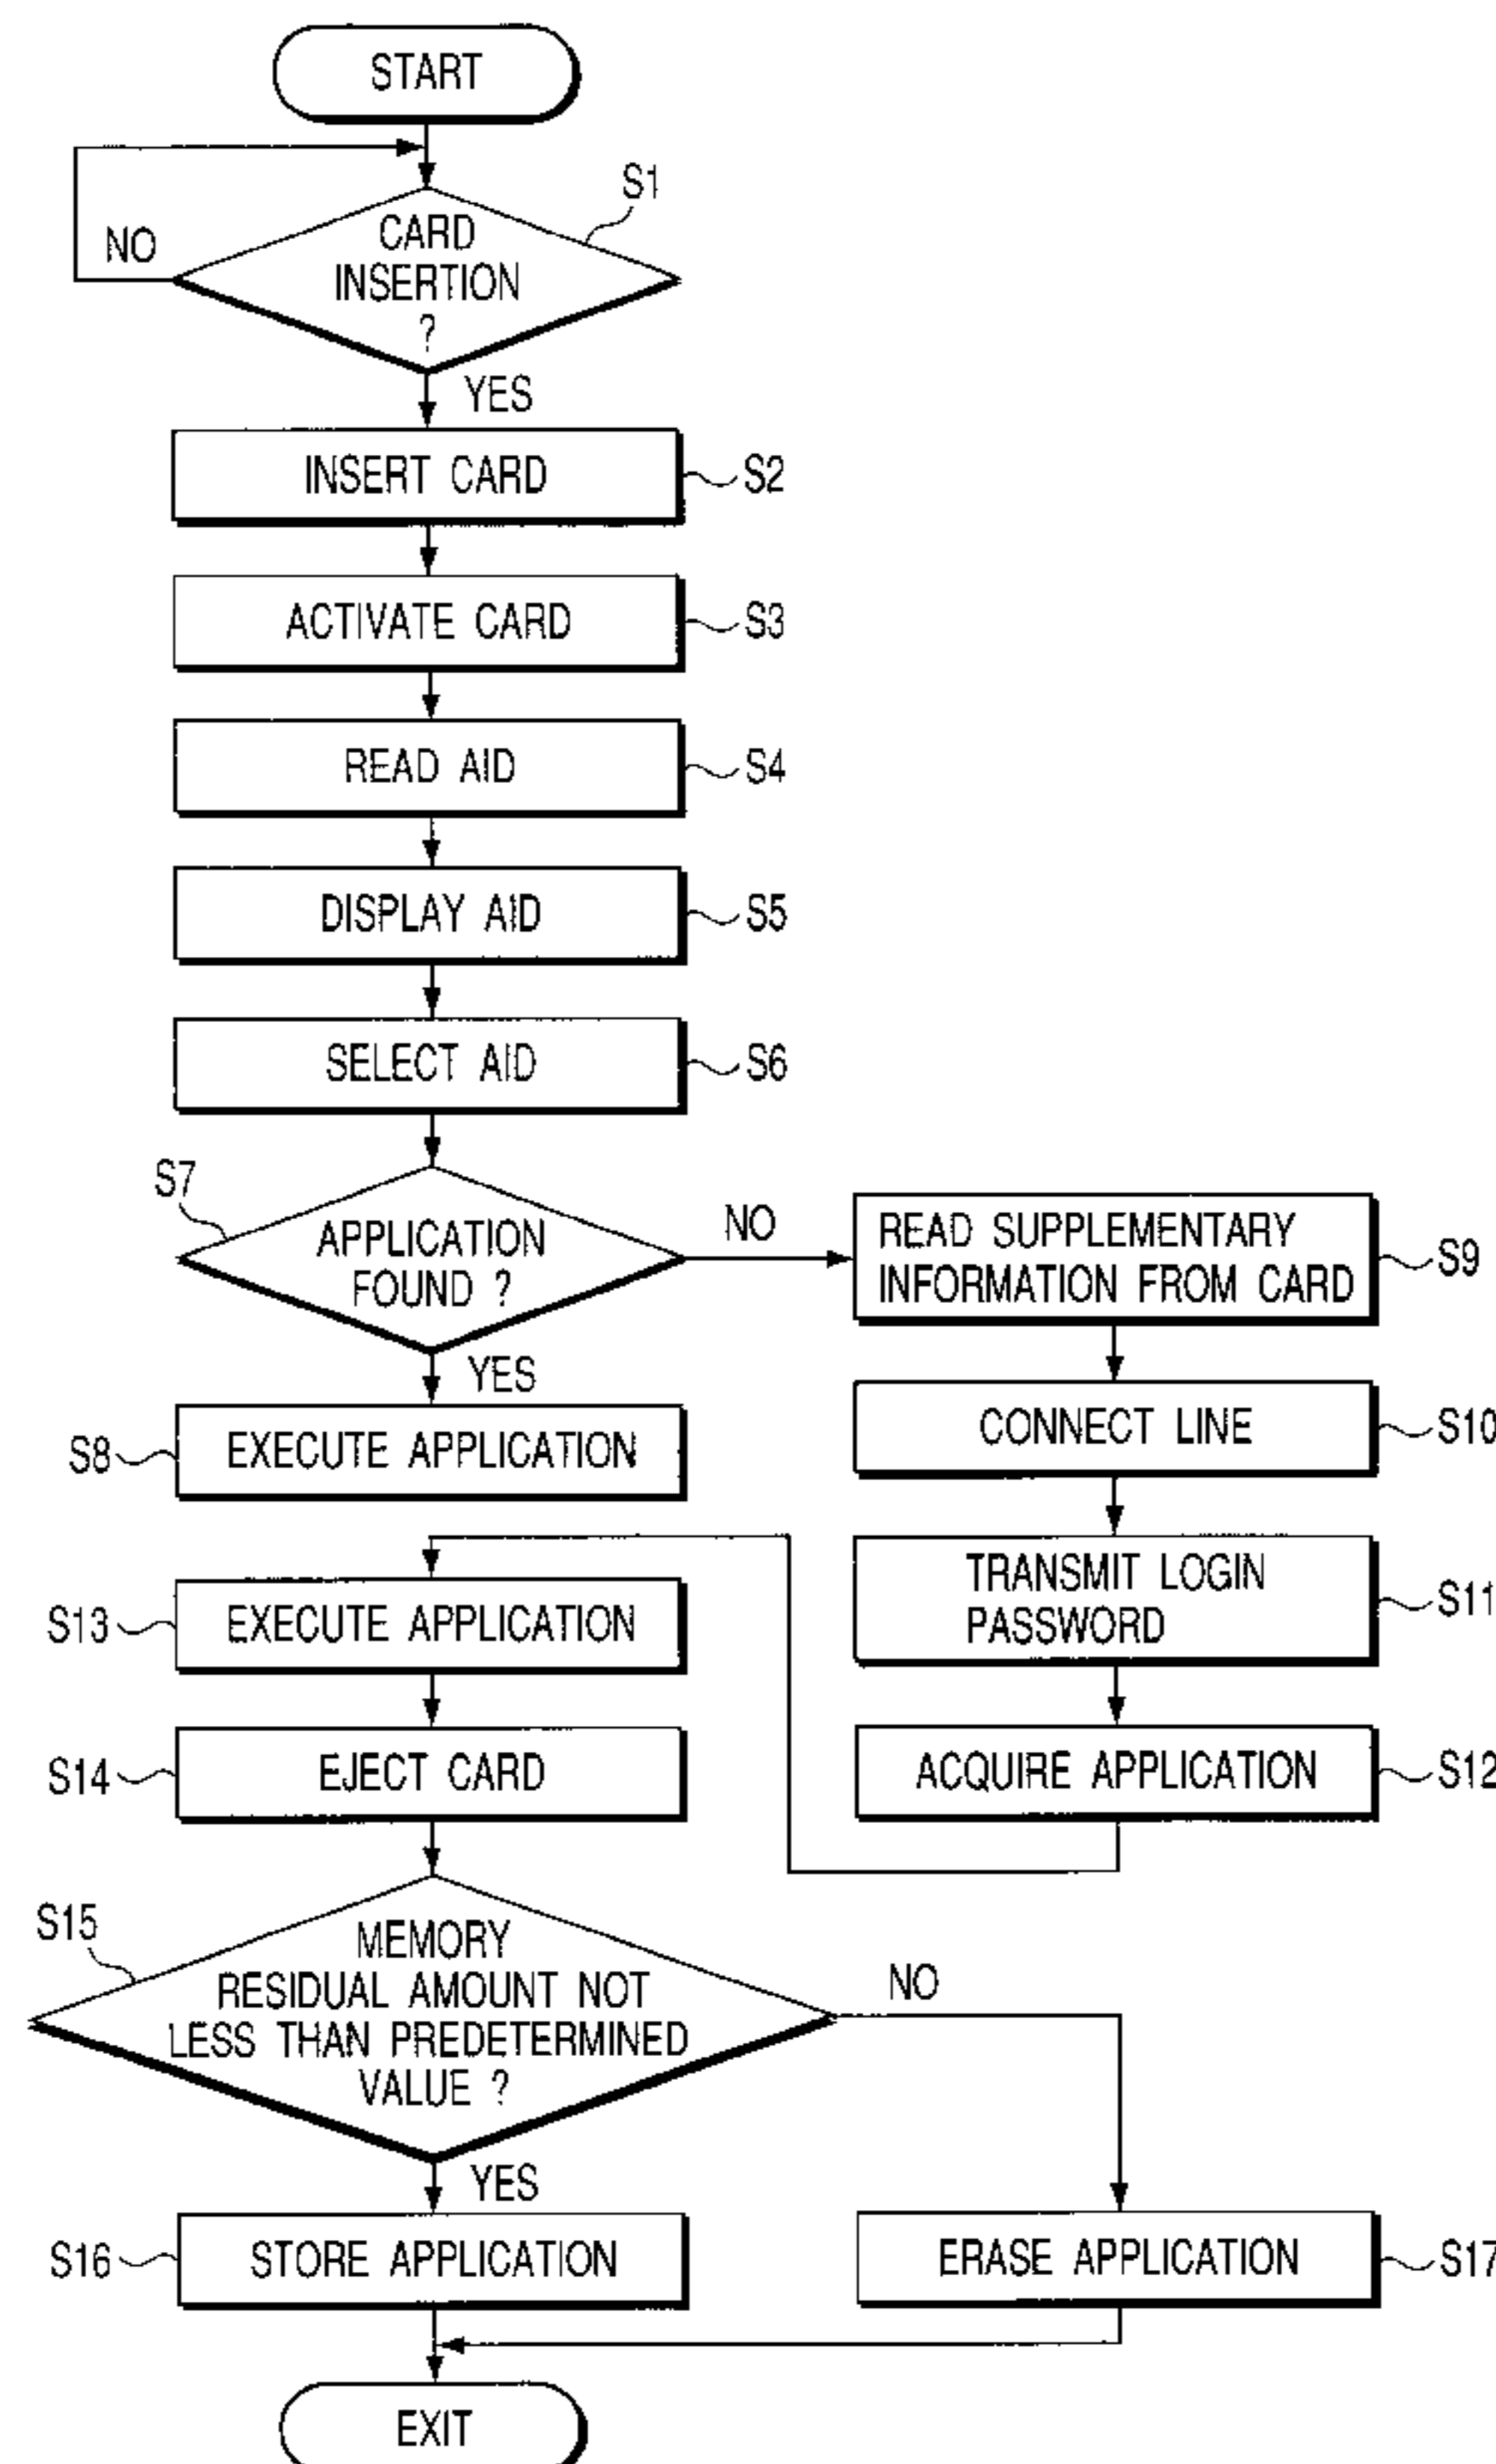 START
S1
CARD
INSERTION
?
NO
YES
INSERT CARD
S2
ACTIVATE CARD
S3
READ AID
S4
DISPLAY AID
S5
SELECT AID
S6
S7
APPLICATION
FOUND ?
NO
READ SUPPLEMENTARY
INFORMATION FROM CARD
S9
YES
S8
EXECUTE APPLICATION
CONNECT LINE
S10
TRANSMIT LOGIN
PASSWORD
S11
ACQUIRE APPLICATION
S12
S13
EXECUTE APPLICATION
S14
EJECT CARD
S15
MEMORY
RESIDUAL AMOUNT NOT
LESS THAN PREDETERMINED
VALUE ?
NO
YES
S16
STORE APPLICATION
ERASE APPLICATION
S17
EXIT